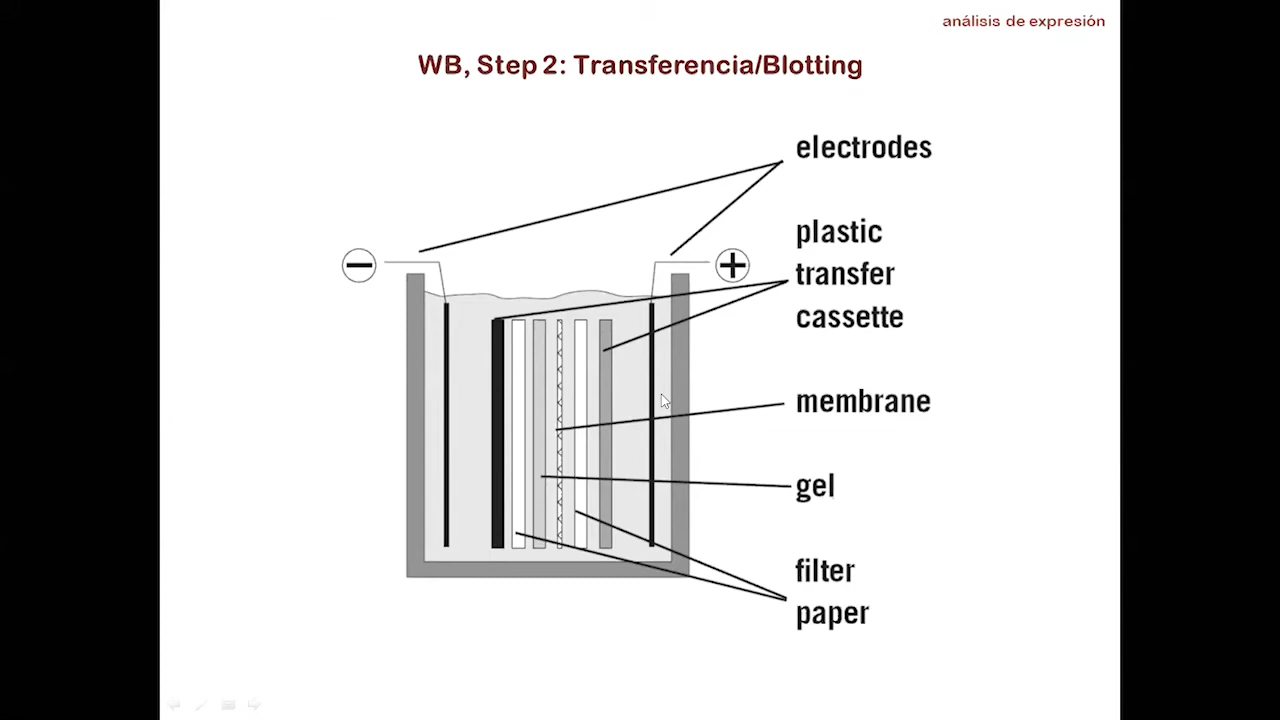 análisis de expresión
WB, Step 2: Transferencia/Blotting
electrodes
plastic
transfer
cassette
membrane
gel
filter
paper